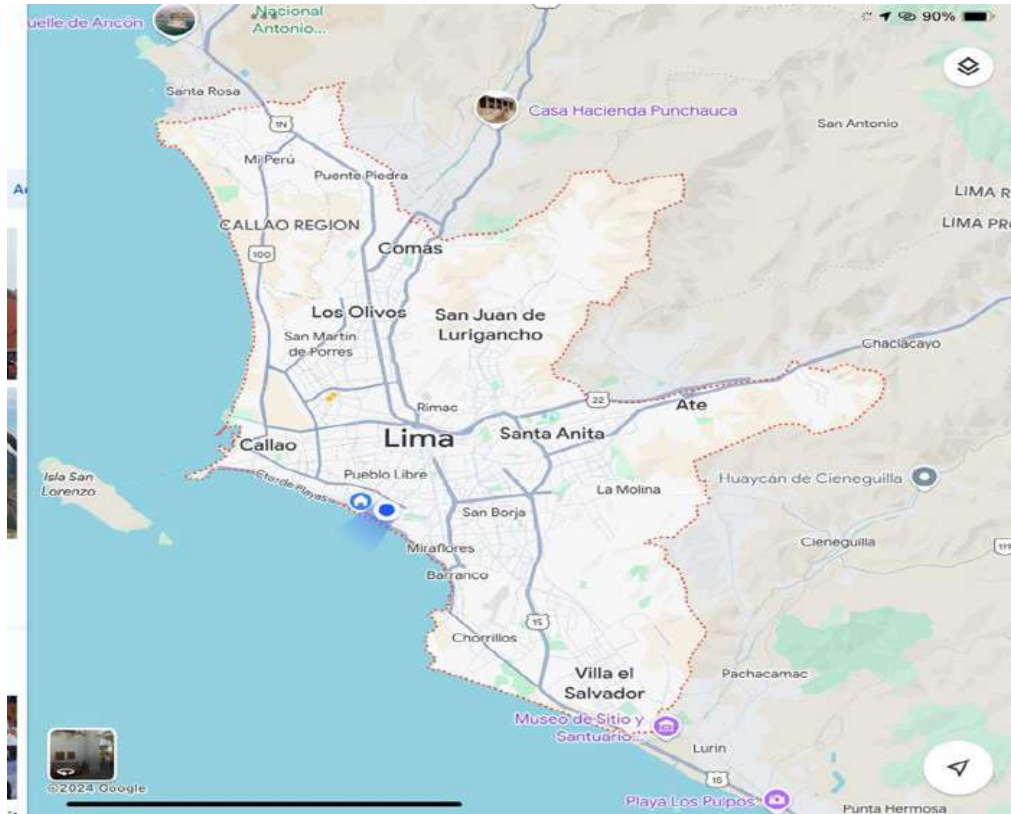 uelle de Ancón
Nacional
Antonio...
90%
Santa Rosa
Casa Hacienda Punchauca
1N
San Antonio
Mi Perú
Puente Piedra
A
LIMA R
CALLAO REGION
LIMA PR
Comas
100
Los Olivos
San Juan de
Lurigancho
San Martín
de Porres
Chaclacayo
22
Ate
Rimac
Lima
Santa Anita
Callao
Pueblo Libre
Isla San
Lorenzo
Cto. de Playas
La Molina
Huaycán de Cieneguilla
San Borja
Cieneguilla
Miraflores
Barranco
15
Chorrillos
Villa el
Salvador
Pachacamac
Museo de Sitio y
Santuario...
Lurin
15
©2024 Google
Playa Los Pulpos
Punta Hermosa